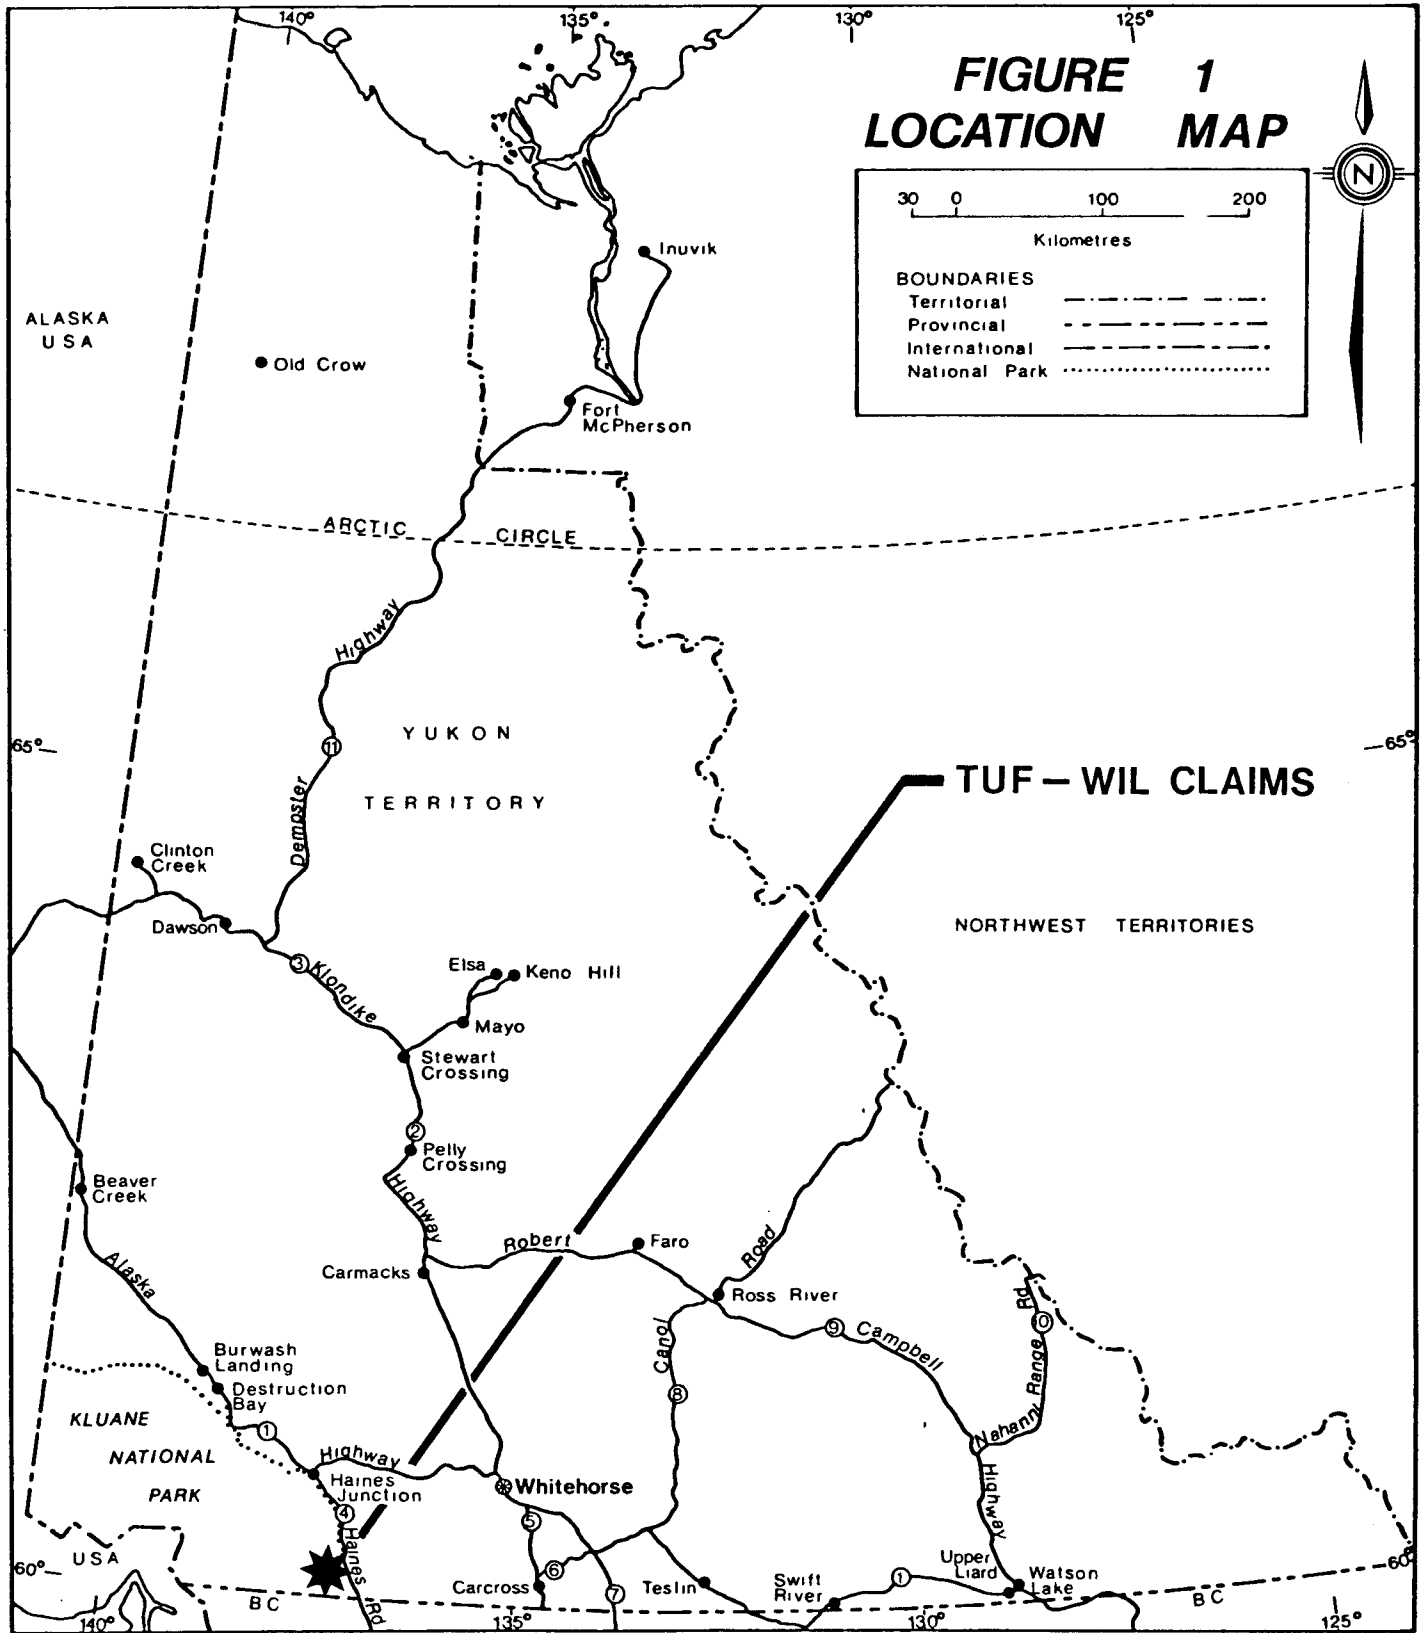 140°
135°
130°
125°
FIGURE 1
LOCATION MAP
N
30 0 100 200
Kilometres
BOUNDARIES
Territorial
Provincial
International
National Park
Inuvik
ALASKA
USA
Old Crow
Fort
McPherson
ARCTIC CIRCLE
Highway
YUKON
65°
11
65°
TUF – WIL CLAIMS
TERRITORY
Dempster
Clinton
Creek
Dawson
NORTHWEST TERRITORIES
3
Klondike
Elsa
Keno Hill
Mayo
Stewart
Crossing
2
Pelly
Crossing
Beaver
Creek
Highway
Robert
Faro
Road
Alaska
Carmacks
Ross River
Rd
10
9
Campbell
Canol
Burwash
Landing
Destruction
Bay
8
Nahanni Range
KLUANE
NATIONAL
PARK
1
Highway
Haines
Junction
Whitehorse
Highway
4
5
Haines Rd
USA
60°
6
Carcross
7
Teslin
Swift
River
1
Upper
Liard
Watson
Lake
60°
BC
BC
140°
135°
130°
125°